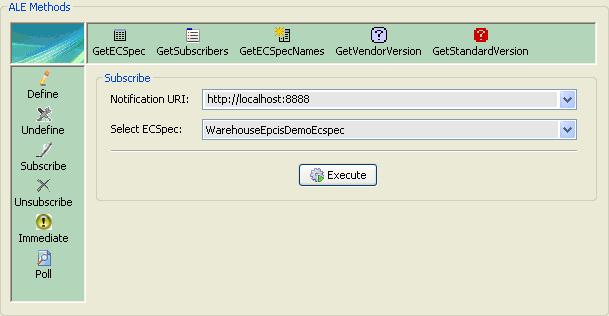 ALE Methods
GetECSpec GetSubscribers GetECSpecNames GetVendorVersion GetStandardVersion
Define
Undefine
Subscribe
Unsubscribe
Immediate
Poll
Subscribe
Notification URI: http://localhost:8888
Select ECSpec: WarehouseEpcisDemoEcspec
Execute